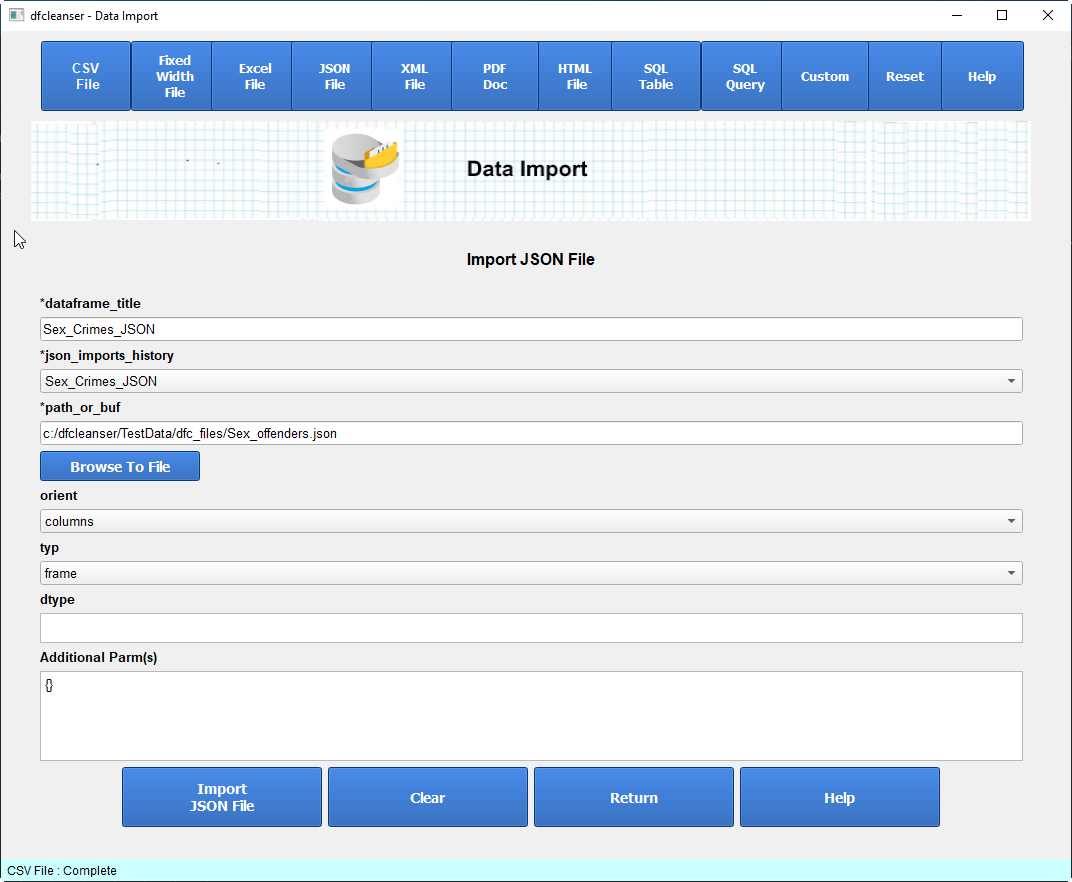 dfcleanser - Data Import
CSV
File
Fixed
Width
File
Excel
File
JSON
File
XML
File
PDF
Doc
HTML
File
SQL
Table
SQL
Query
Custom
Reset
Help
Data Import
Import JSON File
*dataframe_title
Sex_Crimes_JSON
*json_imports_history
Sex_Crimes_JSON
*path_or_buf
c:/dfcleanser/TestData/dfc_files/Sex_offenders.json
Browse To File
orient
columns
typ
frame
dtype
Additional Parm(s)
{}
Import
JSON File
Clear
Return
Help
CSV File : Complete